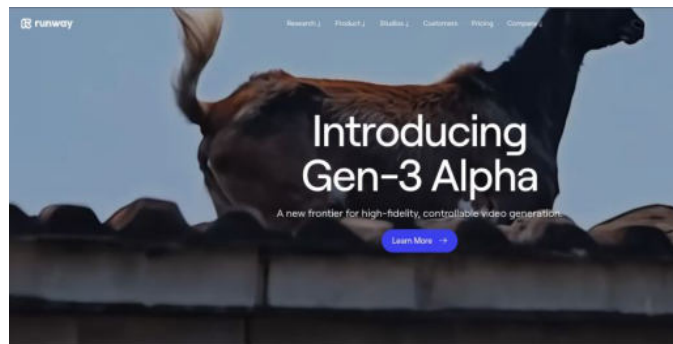 runway
Research ↓ Product ↓ Studios ↓ Customers Pricing Company ↓
Introducing
Gen-3 Alpha
A new frontier for high-fidelity, controllable video generation.
Learn More →